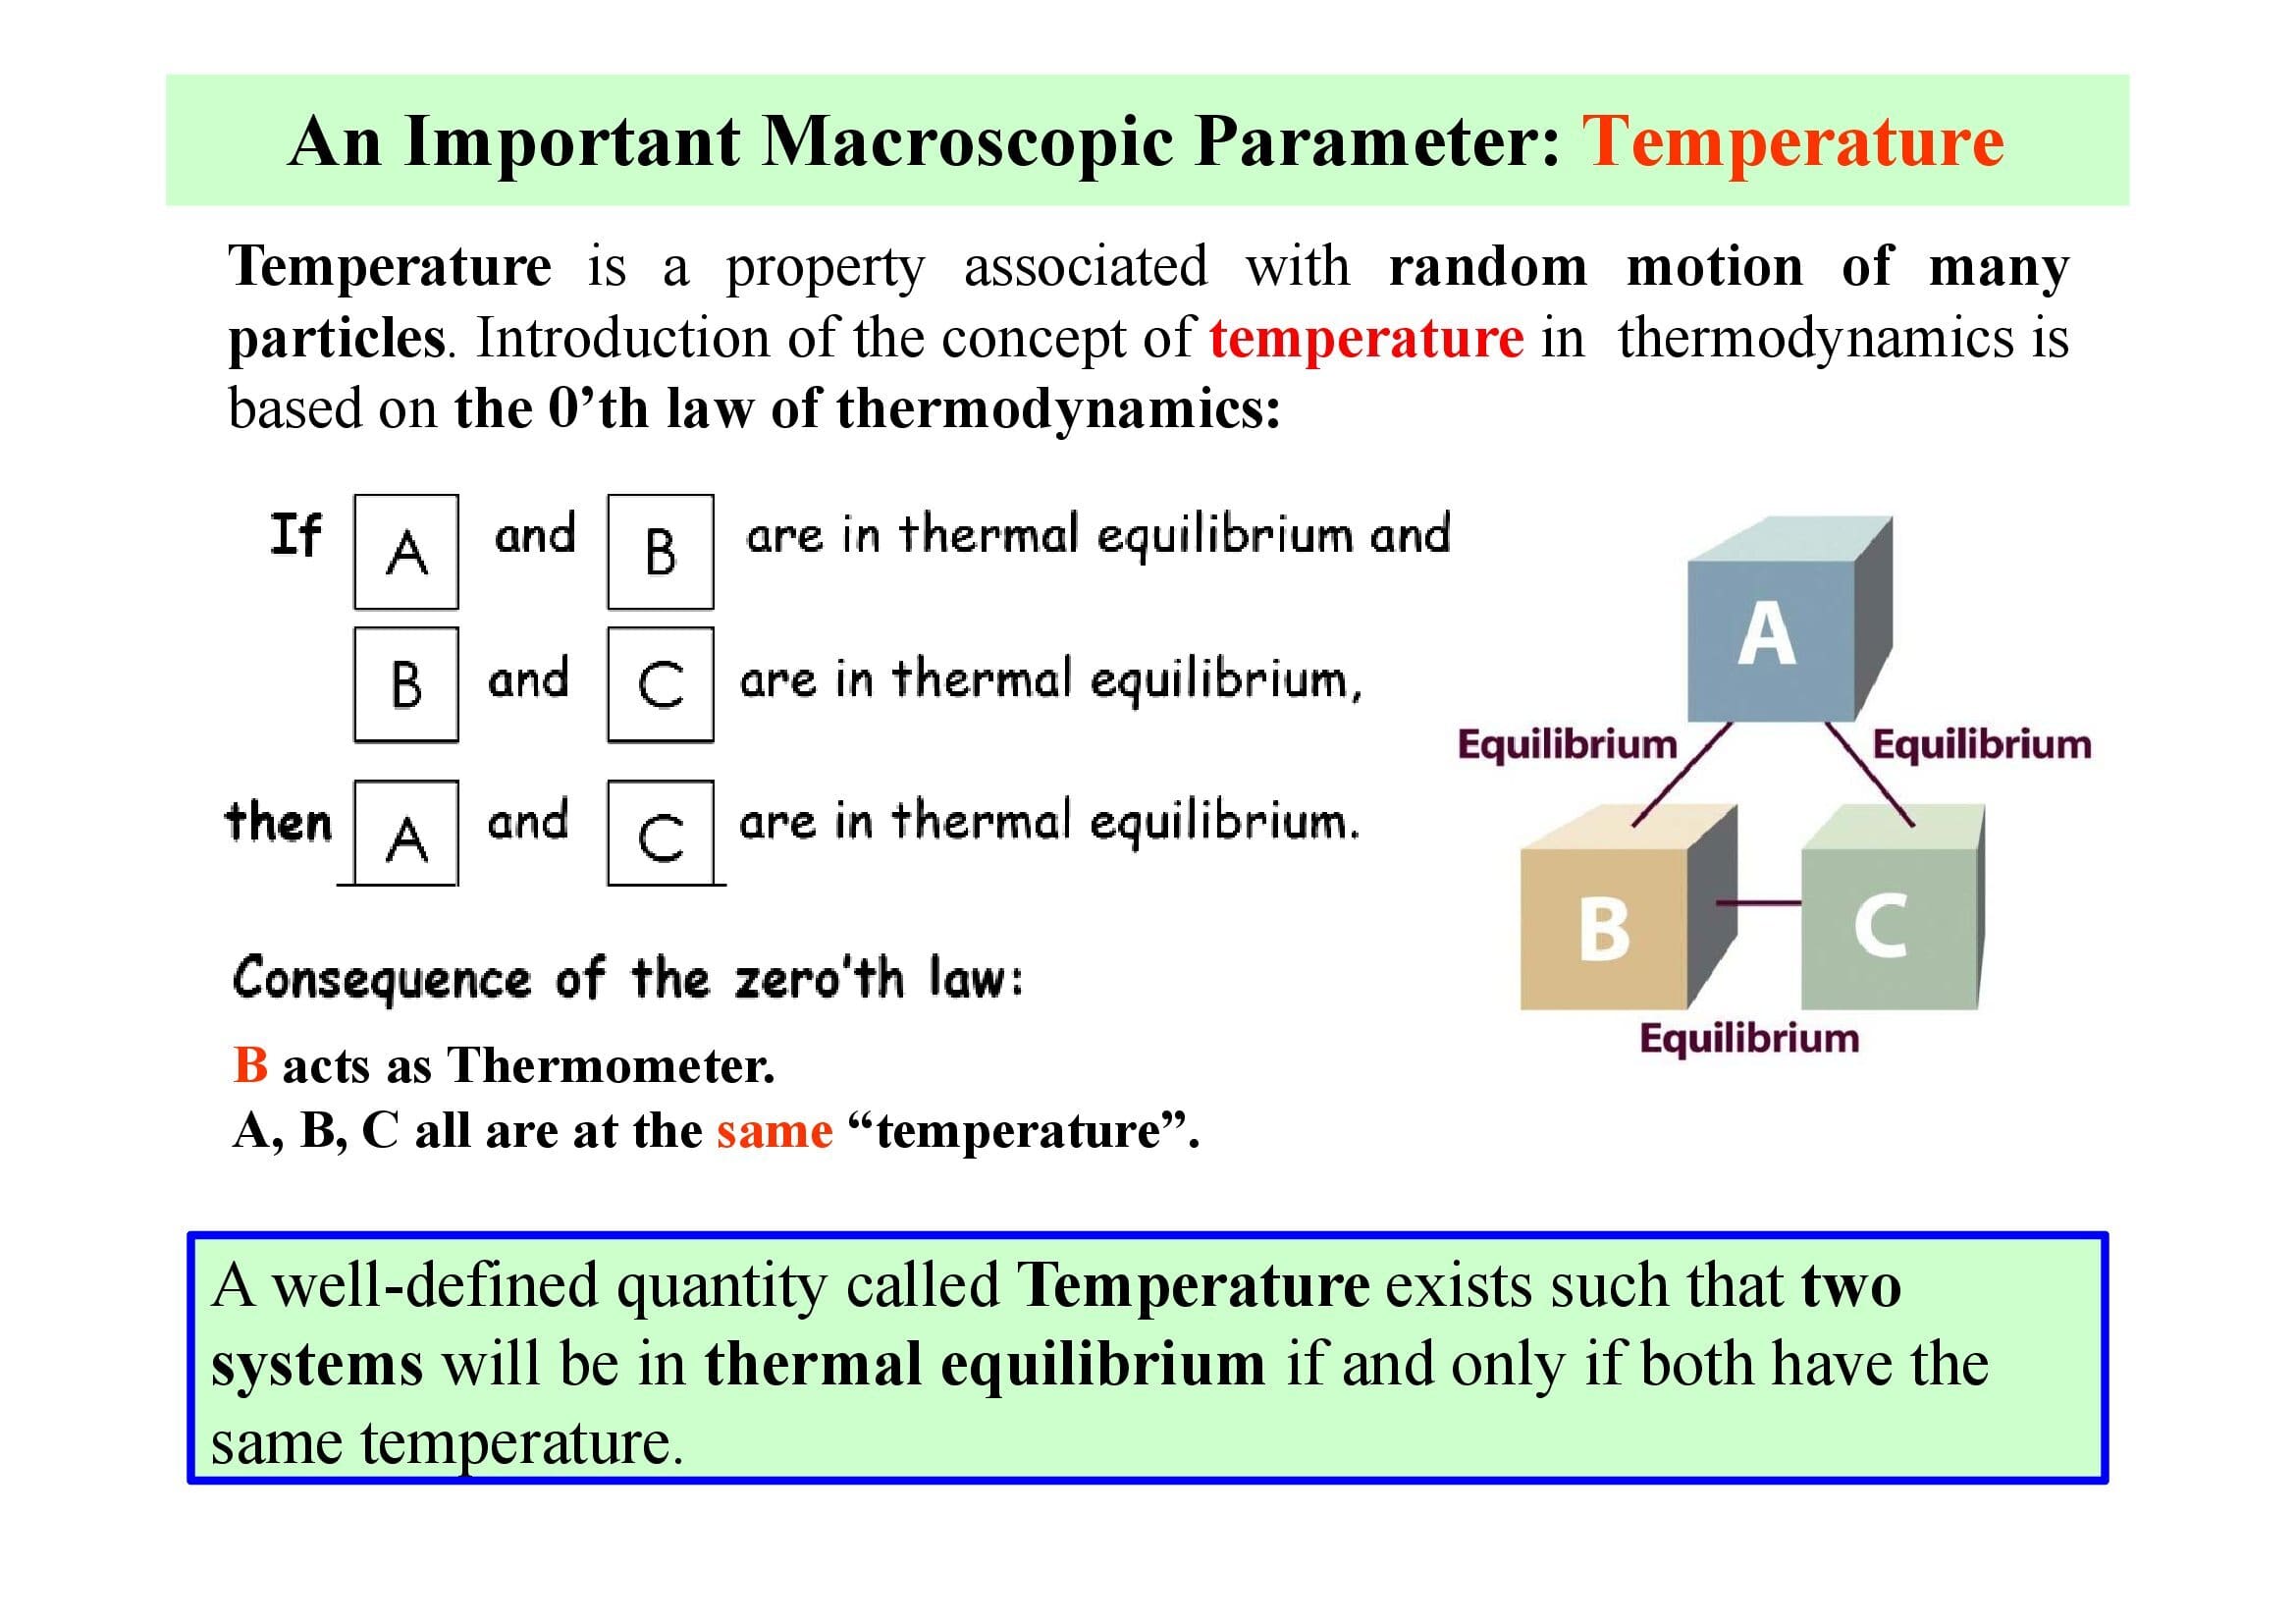 An Important Macroscopic Parameter: Temperature
Temperature is a property associated with random motion of many
particles. Introduction of the concept of temperature in thermodynamics is
based on the 0’th law of thermodynamics:
If A and B are in thermal equilibrium and
B and C are in thermal equilibrium,
then A and C are in thermal equilibrium.
A
Equilibrium Equilibrium
B C
Equilibrium
Consequence of the zero'th law:
B acts as Thermometer.
A, B, C all are at the same “temperature”.
A well-defined quantity called Temperature exists such that two
systems will be in thermal equilibrium if and only if both have the
same temperature.